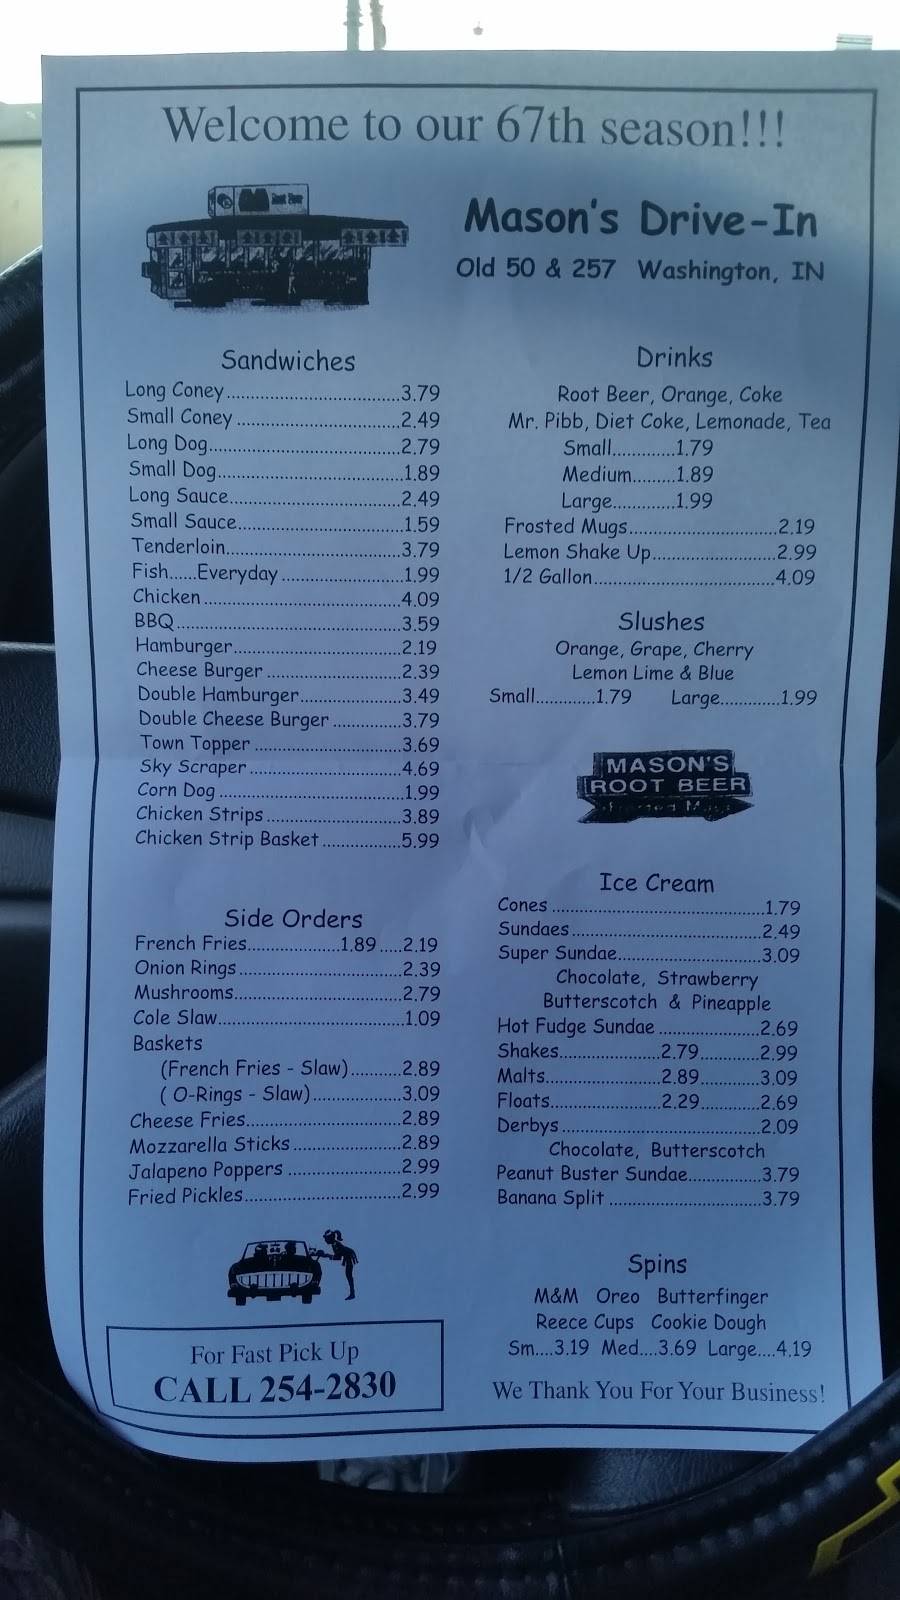 Welcome to our 67th season!!!
Root Beer
Mason's Drive-In
Old 50 & 257 Washington, IN
Sandwiches
Long Coney..........3.79
Small Coney..........2.49
Long Dog..........2.79
Small Dog..........1.89
Long Sauce..........2.49
Small Sauce..........1.59
Tenderloin..........3.79
Fish......Everyday..........1.99
Chicken..........4.09
BBQ..........3.59
Hamburger..........2.19
Cheese Burger..........2.39
Double Hamburger..........3.49
Double Cheese Burger..........3.79
Town Topper..........3.69
Sky Scraper..........4.69
Corn Dog..........1.99
Chicken Strips..........3.89
Chicken Strip Basket..........5.99
Side Orders
French Fries..........1.89.....2.19
Onion Rings..........2.39
Mushrooms..........2.79
Cole Slaw..........1.09
Baskets
(French Fries - Slaw)..........2.89
( O-Rings - Slaw)..........3.09
Cheese Fries..........2.89
Mozzarella Sticks..........2.89
Jalapeno Poppers..........2.99
Fried Pickles..........2.99
For Fast Pick Up
CALL 254-2830
Drinks
Root Beer, Orange, Coke
Mr. Pibb, Diet Coke, Lemonade, Tea
Small..........1.79
Medium.........1.89
Large..........1.99
Frosted Mugs..........2.19
Lemon Shake Up..........2.99
1/2 Gallon..........4.09
Slushes
Orange, Grape, Cherry
Lemon Lime & Blue
Small..........1.79 Large..........1.99
MASON'S
ROOT BEER
Ice Cream
Cones..........1.79
Sundaes..........2.49
Super Sundae..........3.09
Chocolate, Strawberry
Butterscotch & Pineapple
Hot Fudge Sundae..........2.69
Shakes..........2.79..........2.99
Malts..........2.89..........3.09
Floats..........2.29..........2.69
Derbys..........2.09
Chocolate, Butterscotch
Peanut Buster Sundae..........3.79
Banana Split..........3.79
Spins
M&M Oreo Butterfinger
Reece Cups Cookie Dough
Sm....3.19 Med....3.69 Large....4.19
We Thank You For Your Business!